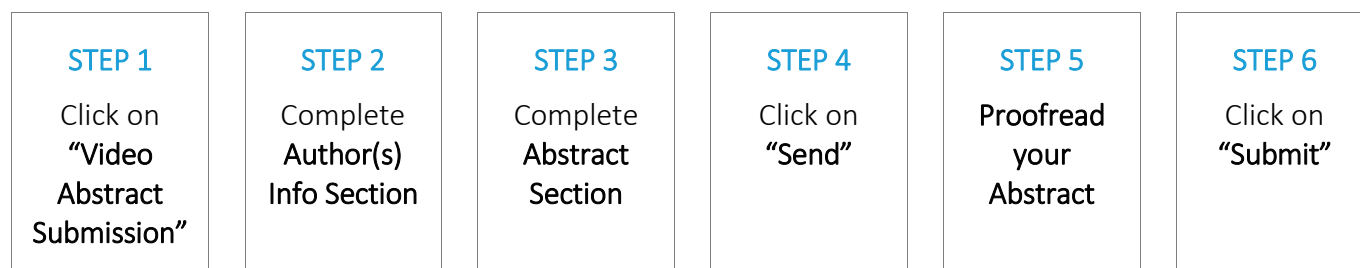 STEP 1
Click on
“Video
Abstract
Submission”
STEP 2
Complete
Author(s)
Info Section
STEP 3
Complete
Abstract
Section
STEP 4
Click on
“Send”
STEP 5
Proofread
your
Abstract
STEP 6
Click on
“Submit”